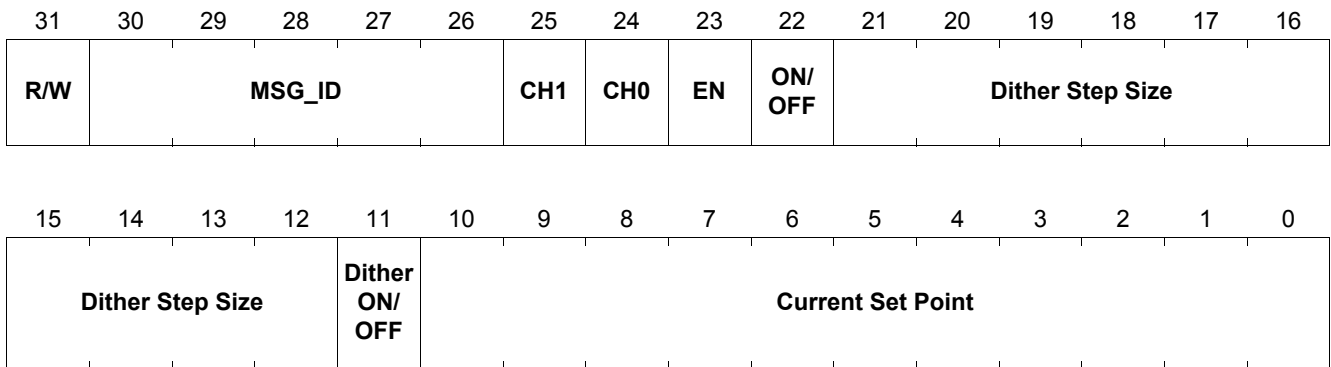 31 30 29 28 27 26 25 24 23 22 21 20 19 18 17 16
R/W MSG_ID CH1 CH0 EN ON/
OFF Dither Step Size
15 14 13 12 11 10 9 8 7 6 5 4 3 2 1 0
Dither Step Size Dither
ON/
OFF Current Set Point